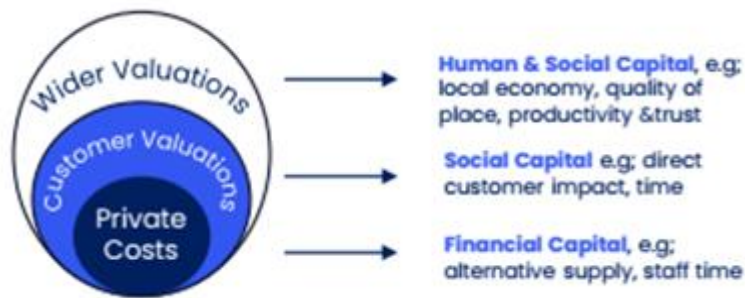 Wider Valuations
Customer Valuations
Private
Costs
Human & Social Capital, e.g;
local economy, quality of
place, productivity &trust
Social Capital e.g; direct
customer impact, time
Financial Capital, e.g;
alternative supply, staff time